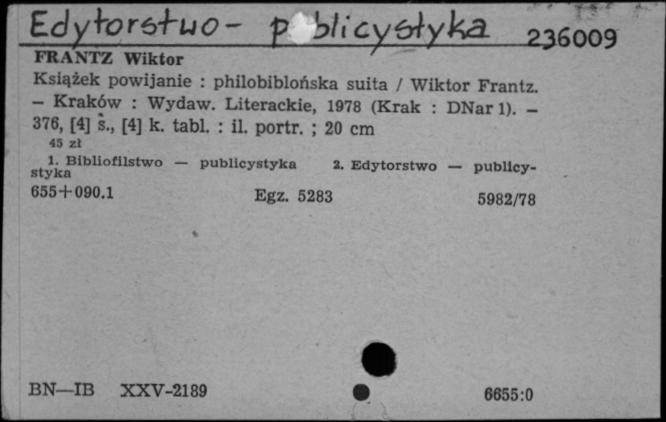 Edytorstwo - publicystyka 236009
FRANTZ Wiktor
Książek powijanie : philobiblońska suita / Wiktor Frantz.
— Kraków : Wydaw. Literackie, 1978 (Krak : DNar 1). —
376, [4] s., [4] k. tabl. : il. portr. ; 20 cm
45 zł
1. Bibliofilstwo — publicystyka 2. Edytorstwo — publicy-
styka
655+090.1 Egz. 5283 5982/78
BN—IB XXV-2189 6655:0